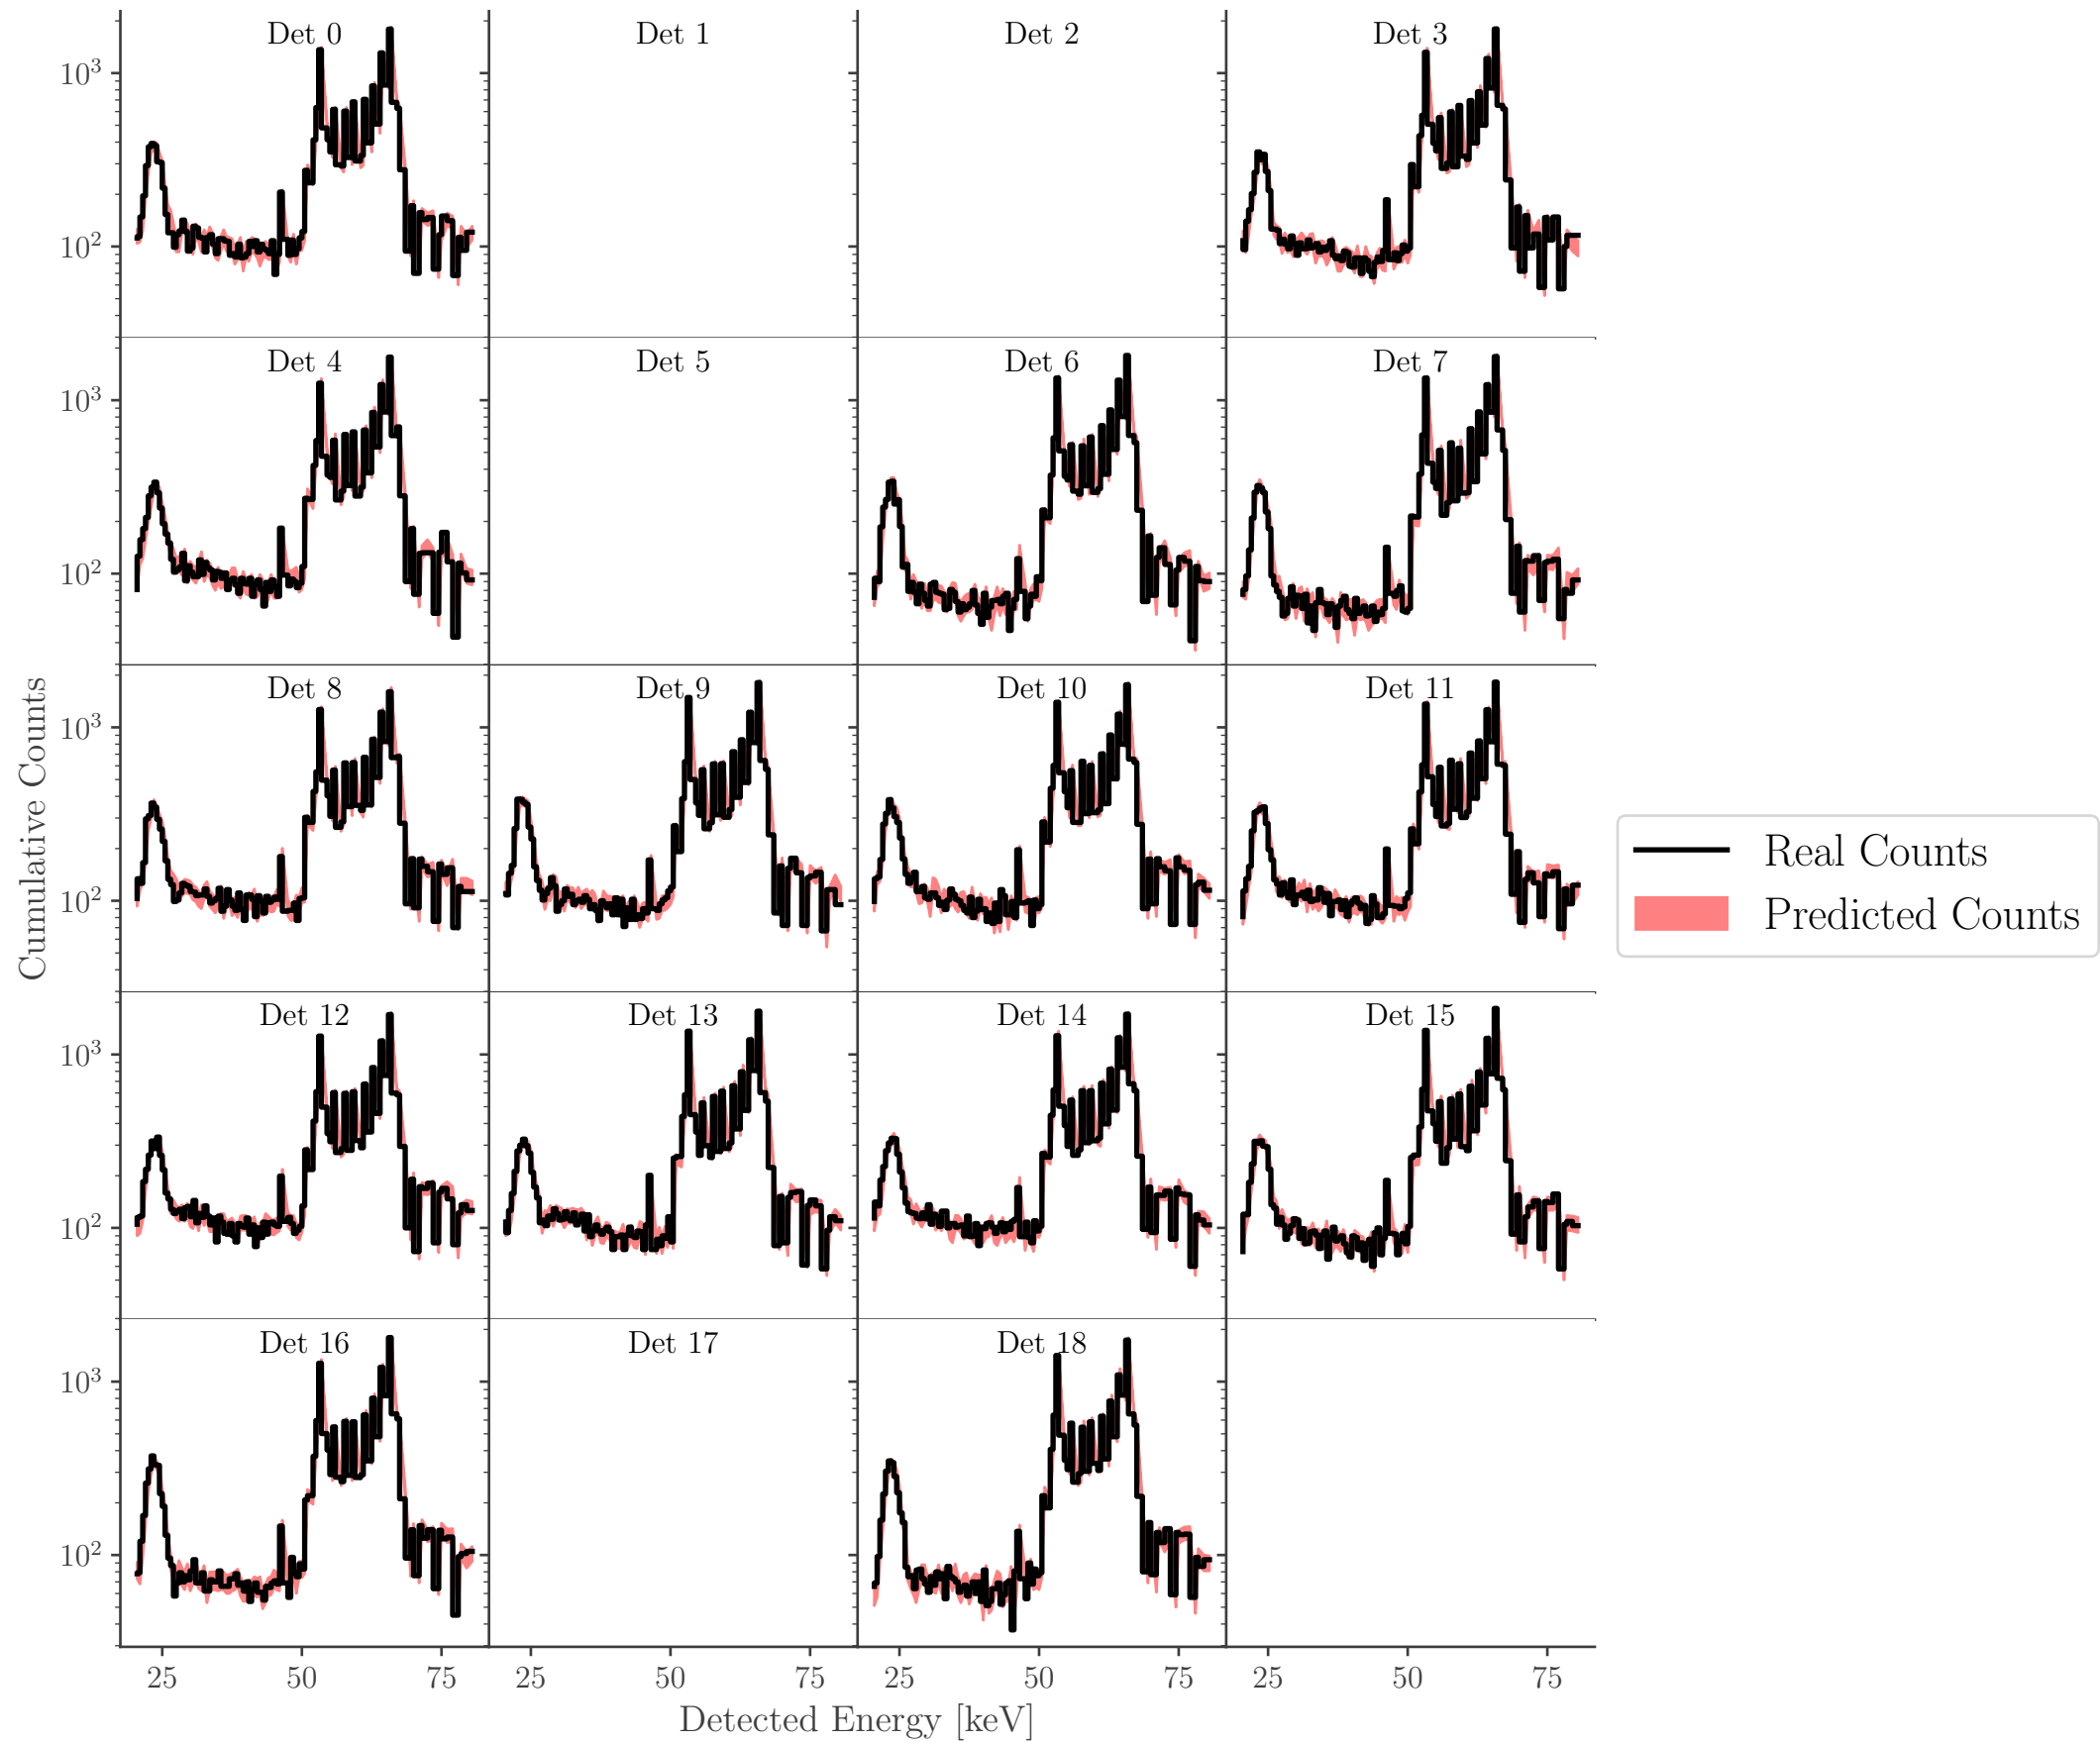 Det 0
Det 1
Det 2
Det 3
10³
10²
Det 4
Det 5
Det 6
Det 7
10³
10²
Det 8
Det 9
Det 10
Det 11
10³
10²
Det 12
Det 13
Det 14
Det 15
10³
10²
Det 16
Det 17
Det 18
10³
10²
25 50 75 25 50 75 25 50 75 25 50 75
Detected Energy [keV]
Cumulative Counts
Real Counts
Predicted Counts